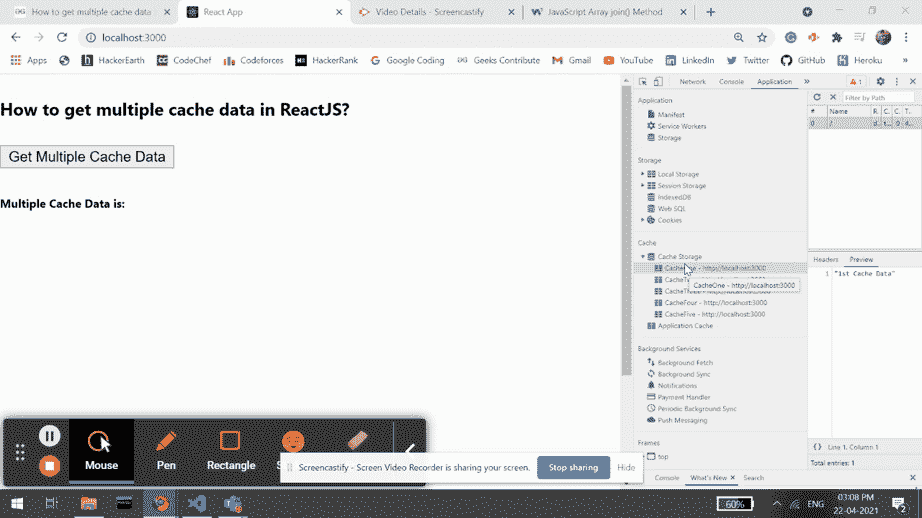 How to get multiple cache data
React App
Video Details - Screencastify
JavaScript Array join() Method
localhost:3000
Apps
HackerEarth
CodeChef
Codeforces
HackerRank
Google Coding
Geeks Contribute
Gmail
YouTube
LinkedIn
Twitter
GitHub
Heroku
How to get multiple cache data in ReactJS?
Get Multiple Cache Data
Multiple Cache Data is:
Network
Console
Application
1
Application
Manifest
Service Workers
Storage
Storage
Local Storage
Session Storage
IndexedDB
Web SQL
Cookies
Cache
Cache Storage
http://localhost:3000
CacheOne - http://localhost:3000
CacheFour - http://localhost:3000
CacheFive - http://localhost:3000
Application Cache
Background Services
Background Fetch
Background Sync
Notifications
Payment Handler
Periodic Background Sync
Push Messaging
Frames
top
Filter by Path
# Name R. C. C. T.
0 / d... t... 0 d...
Headers Preview
1 "1st Cache Data"
{} Line 1, Column 1
Total entries: 1
Console What's New Search
Mouse
Pen
Rectangle
Screencastify - Screen Video Recorder is sharing your screen.
Stop sharing
Hide
60%
ENG
03:08 PM
22-04-2021
2